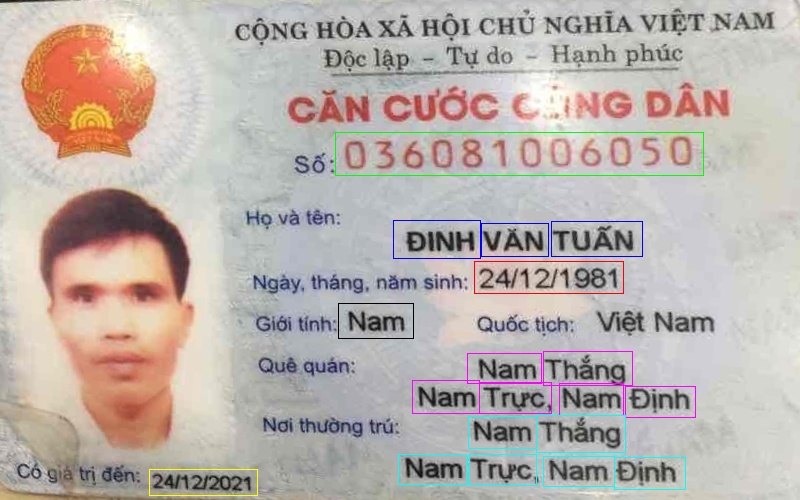 CỘNG HÒA XÃ HỘI CHỦ NGHĨA VIỆT NAM
Độc lập – Tự do – Hạnh phúc
CĂN CƯỚC CÔNG DÂN
Số: 036081006050
Họ và tên:
ĐINH VĂN TUẤN
Ngày, tháng, năm sinh: 24/12/1981
Giới tính: Nam Quốc tịch: Việt Nam
Quê quán: Nam Thắng
Nam Trực, Nam Định
Nơi thường trú: Nam Thắng
Nam Trực, Nam Định
Có giá trị đến: 24/12/2021